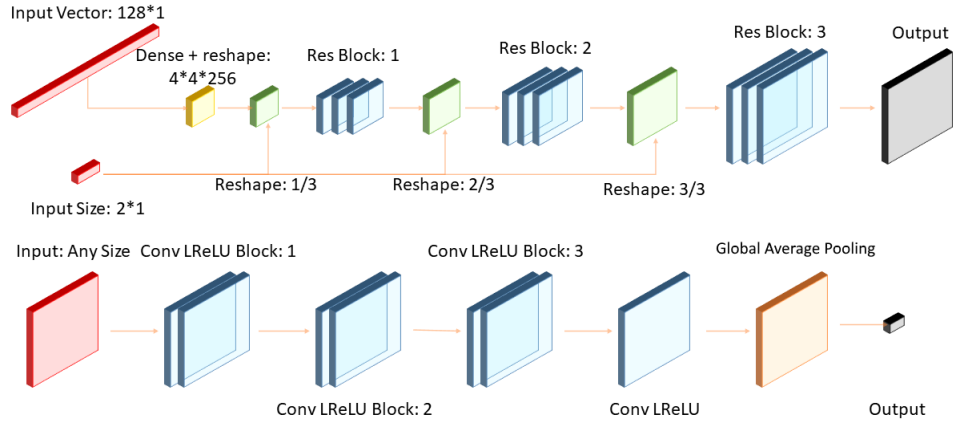 Input Vector: 128*1
Dense + reshape:
4*4*256
Res Block: 1
Res Block: 2
Res Block: 3
Output
Reshape: 1/3
Reshape: 2/3
Reshape: 3/3
Input Size: 2*1
Input: Any Size
Conv LReLU Block: 1
Conv LReLU Block: 3
Global Average Pooling
Conv LReLU Block: 2
Conv LReLU
Output